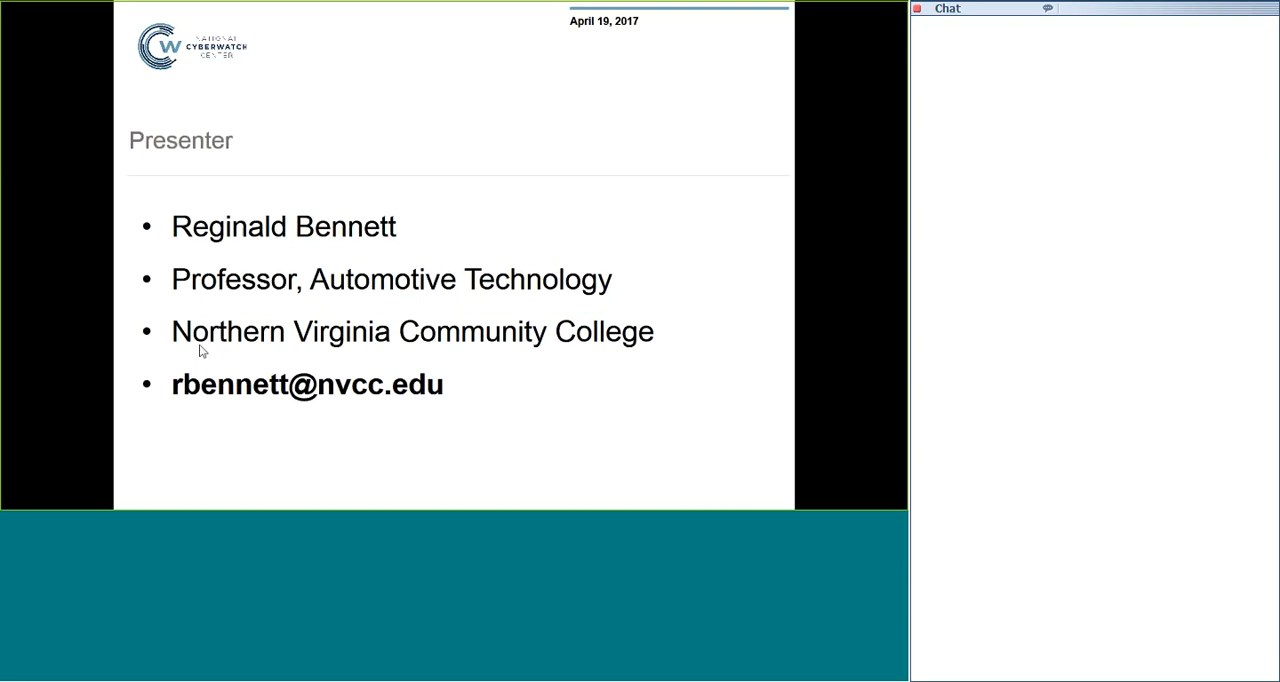 Chat
April 19, 2017
NATIONAL
CYBERWATCH
CENTER
Presenter
• Reginald Bennett
• Professor, Automotive Technology
• Northern Virginia Community College
• rbennett@nvcc.edu